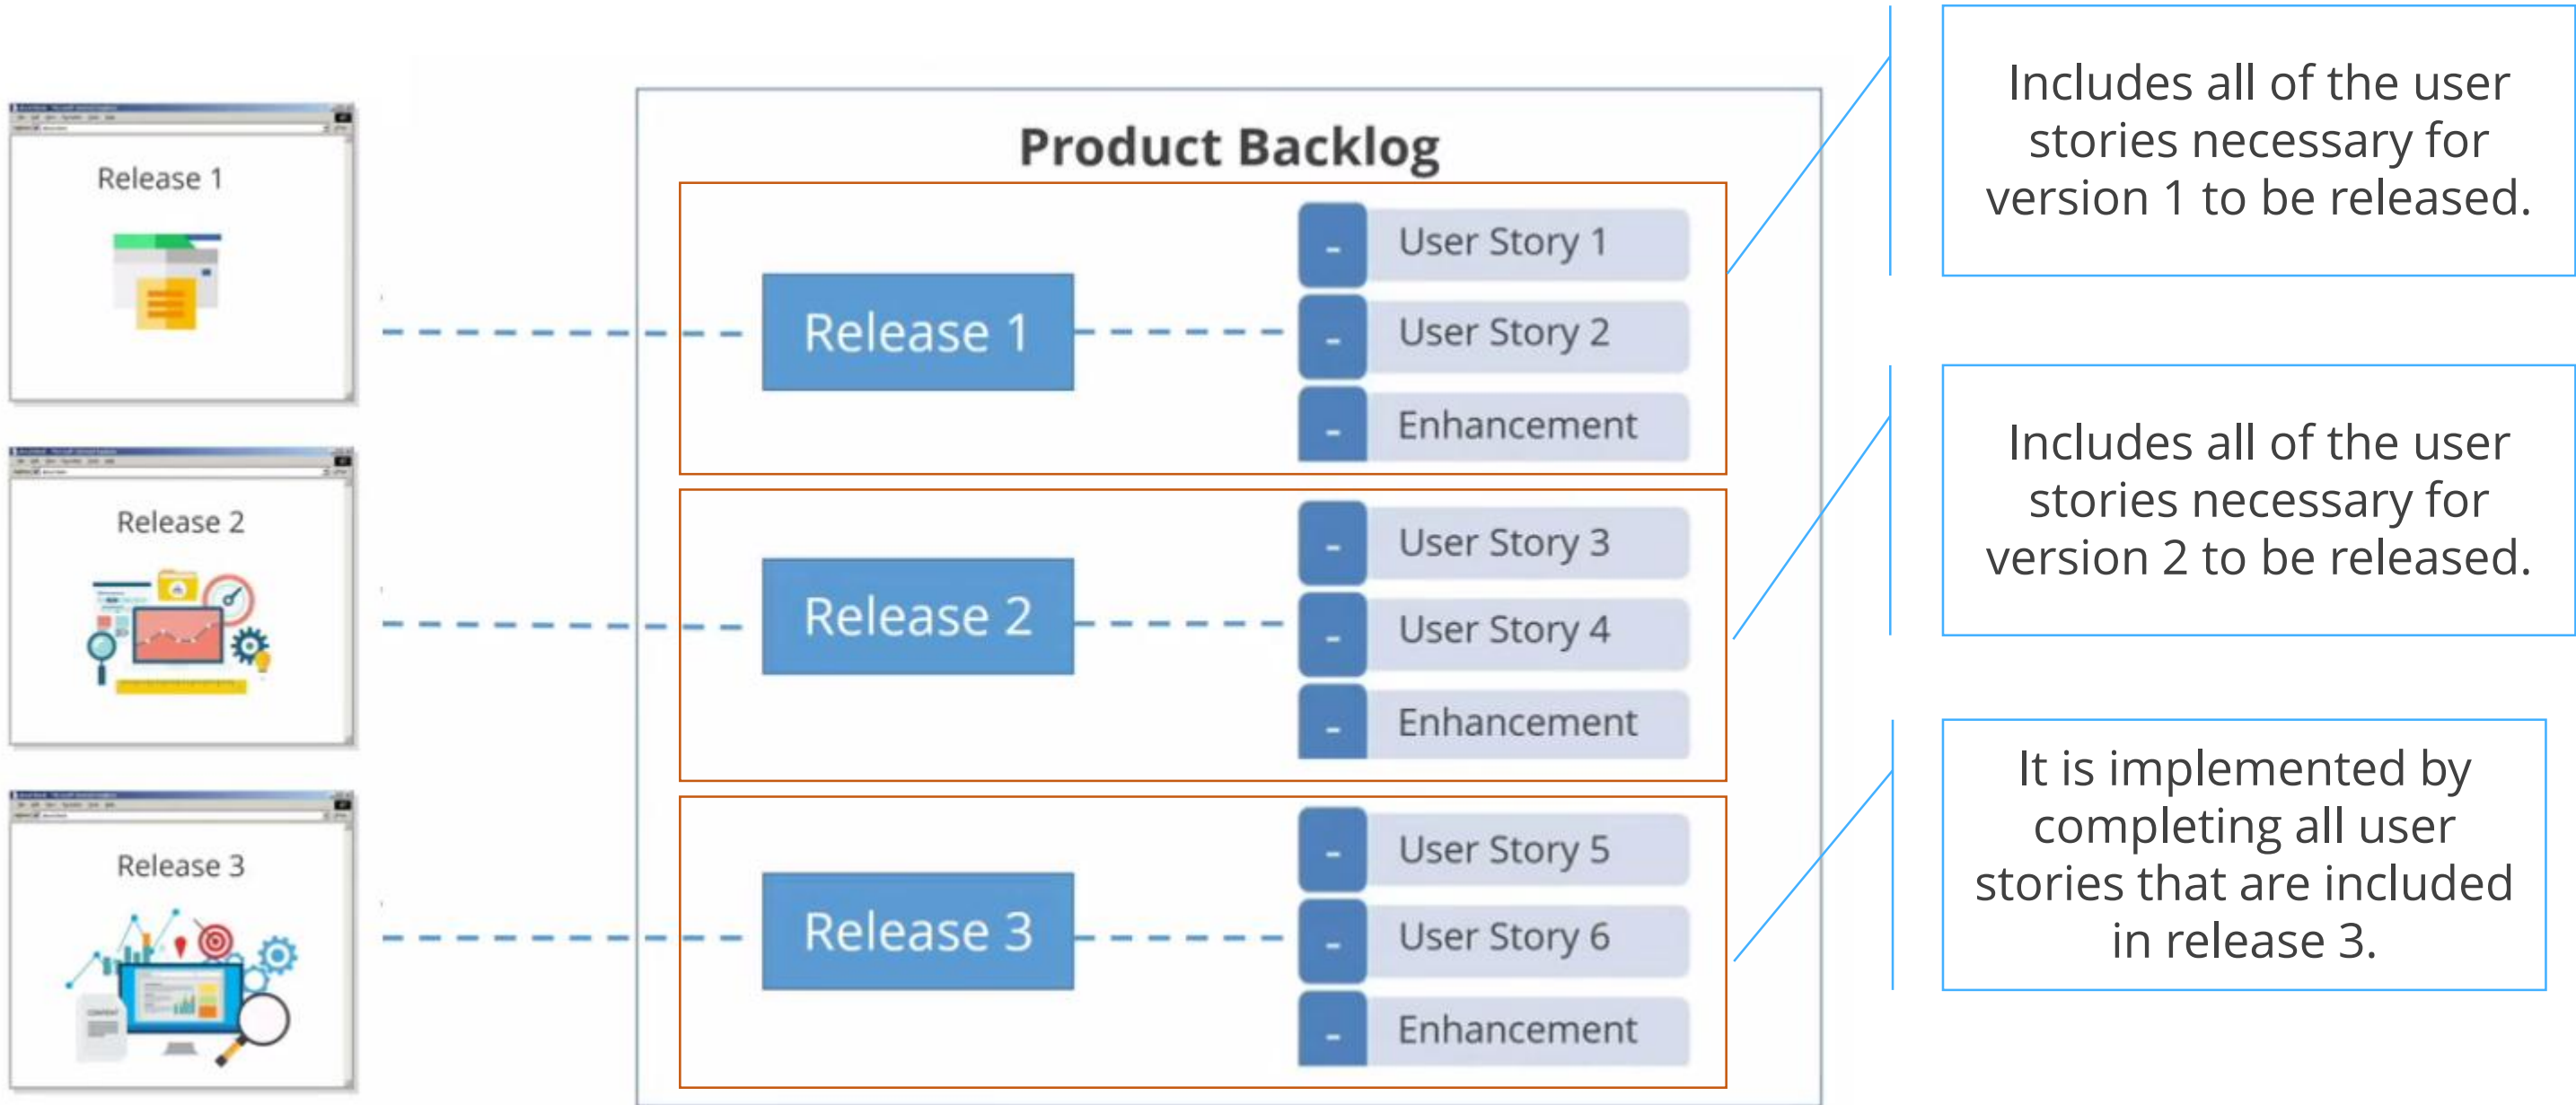 Release 1
Release 2
Release 3
CONTENT
Product Backlog
Release 1
User Story 1
User Story 2
Enhancement
Release 2
User Story 3
User Story 4
Enhancement
Release 3
User Story 5
User Story 6
Enhancement
Includes all of the user
stories necessary for
version 1 to be released.
Includes all of the user
stories necessary for
version 2 to be released.
It is implemented by
completing all user
stories that are included
in release 3.